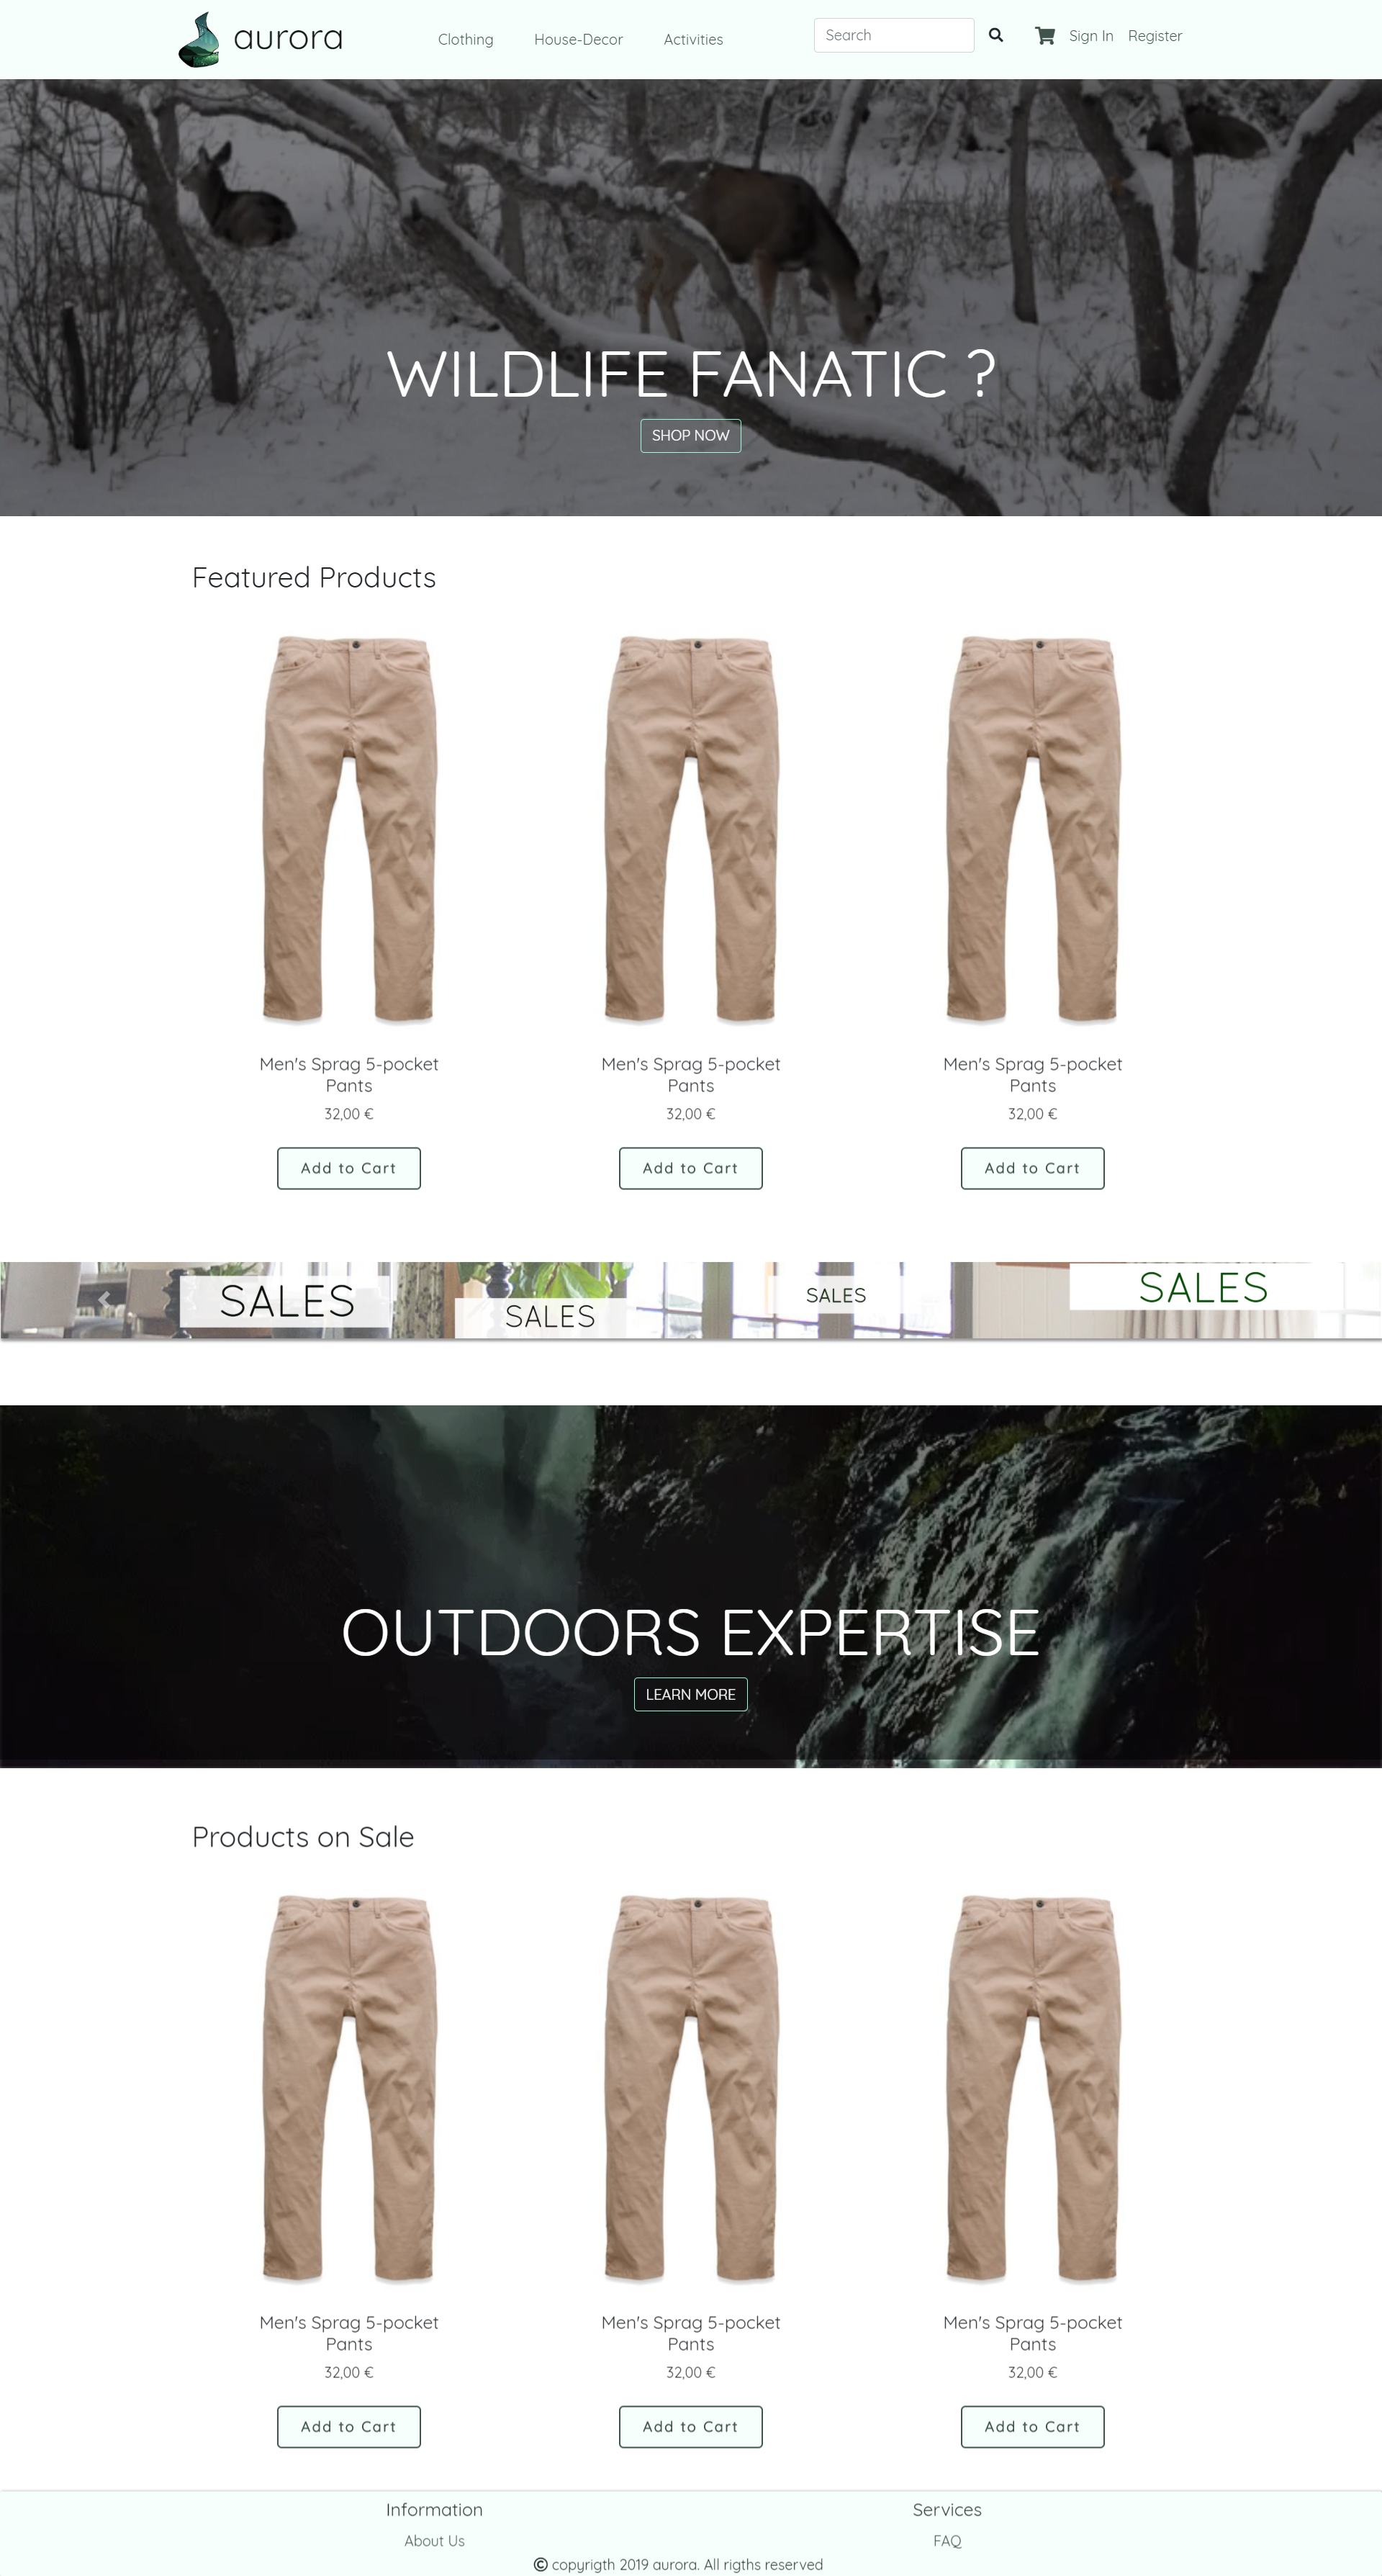 aurora
Clothing House-Decor Activities
Search
Sign In Register
WILDLIFE FANATIC ?
SHOP NOW
Featured Products
Men's Sprag 5-pocket
Pants
32,00 €
Add to Cart
Men's Sprag 5-pocket
Pants
32,00 €
Add to Cart
Men's Sprag 5-pocket
Pants
32,00 €
Add to Cart
SALES
SALES
SALES
SALES
OUTDOORS EXPERTISE
LEARN MORE
Products on Sale
Men's Sprag 5-pocket
Pants
32,00 €
Add to Cart
Men's Sprag 5-pocket
Pants
32,00 €
Add to Cart
Men's Sprag 5-pocket
Pants
32,00 €
Add to Cart
Information
About Us
Services
FAQ
© copyrigth 2019 aurora. All rigths reserved